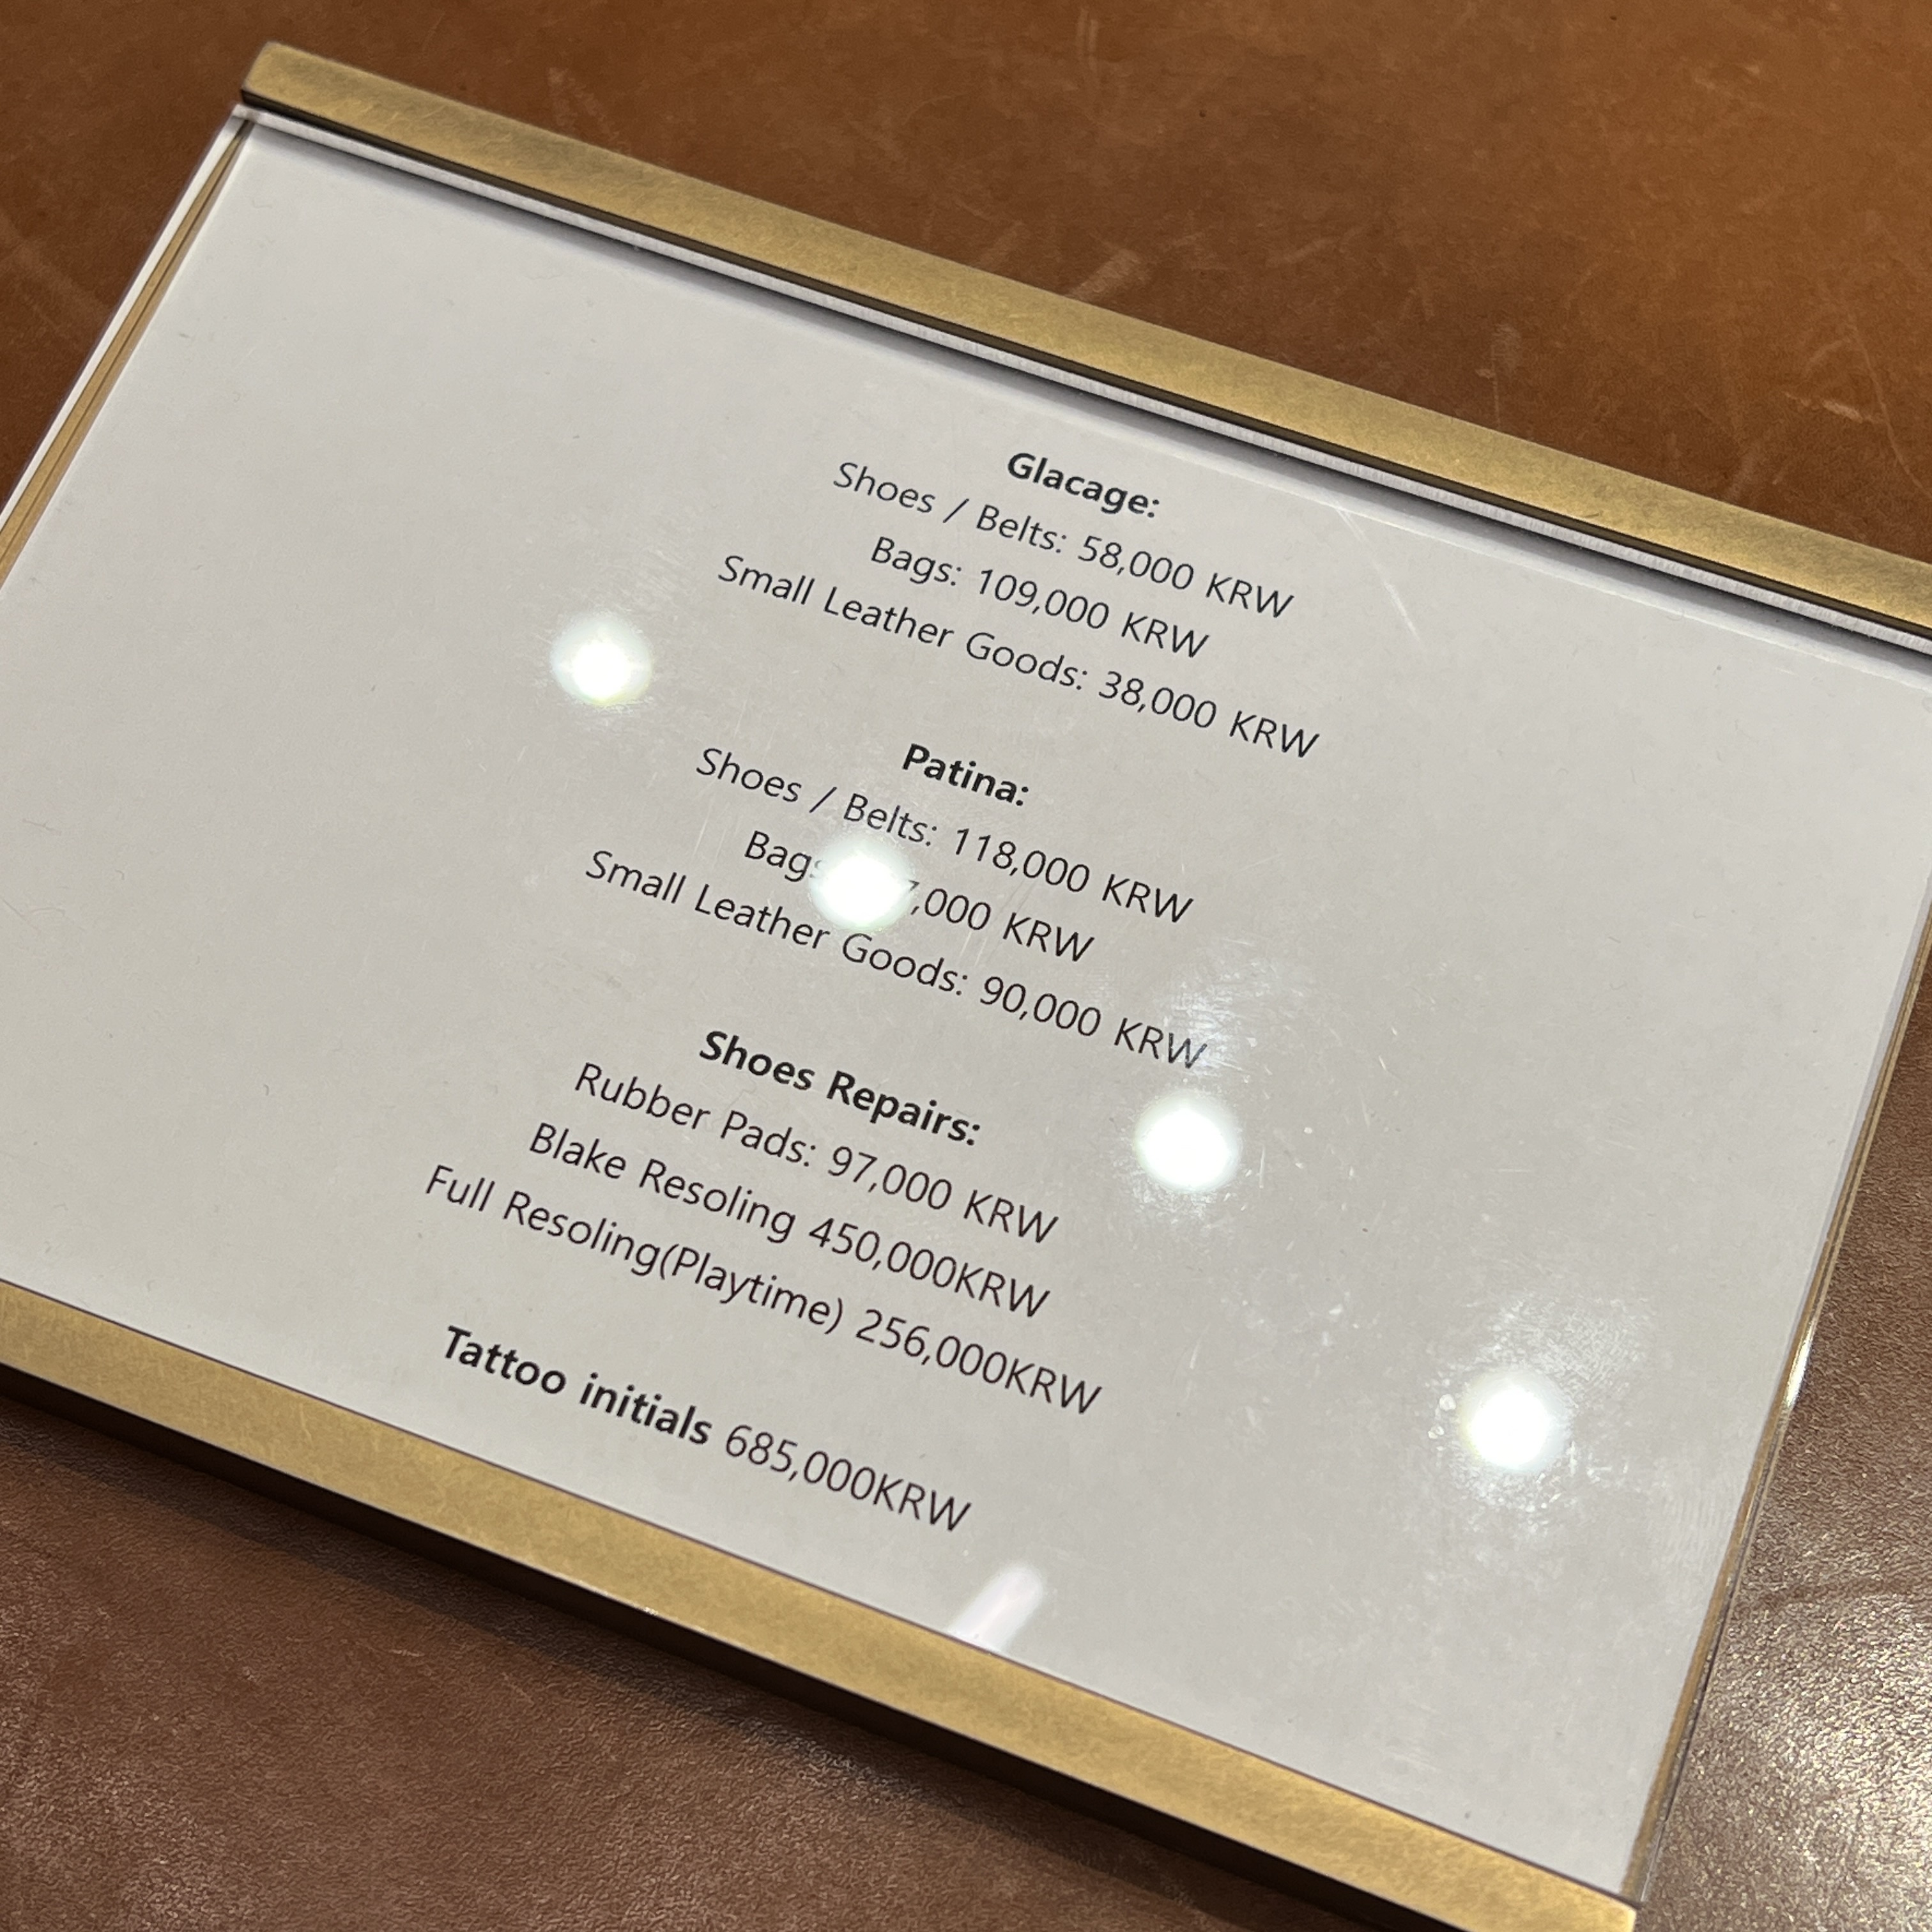 Glacage:
Shoes / Belts: 58,000 KRW
Bags: 109,000 KRW
Small Leather Goods: 38,000 KRW
Patina:
Shoes / Belts: 118,000 KRW
KRW
Small Leather Goods: 90,000 KRW
Shoes Repairs:
Rubber Pads: 97,000 KRW
Blake Resoling 450,000KRW
Full Resoling(Playtime) 256,000KRW
Tattoo initials 685,000KRW